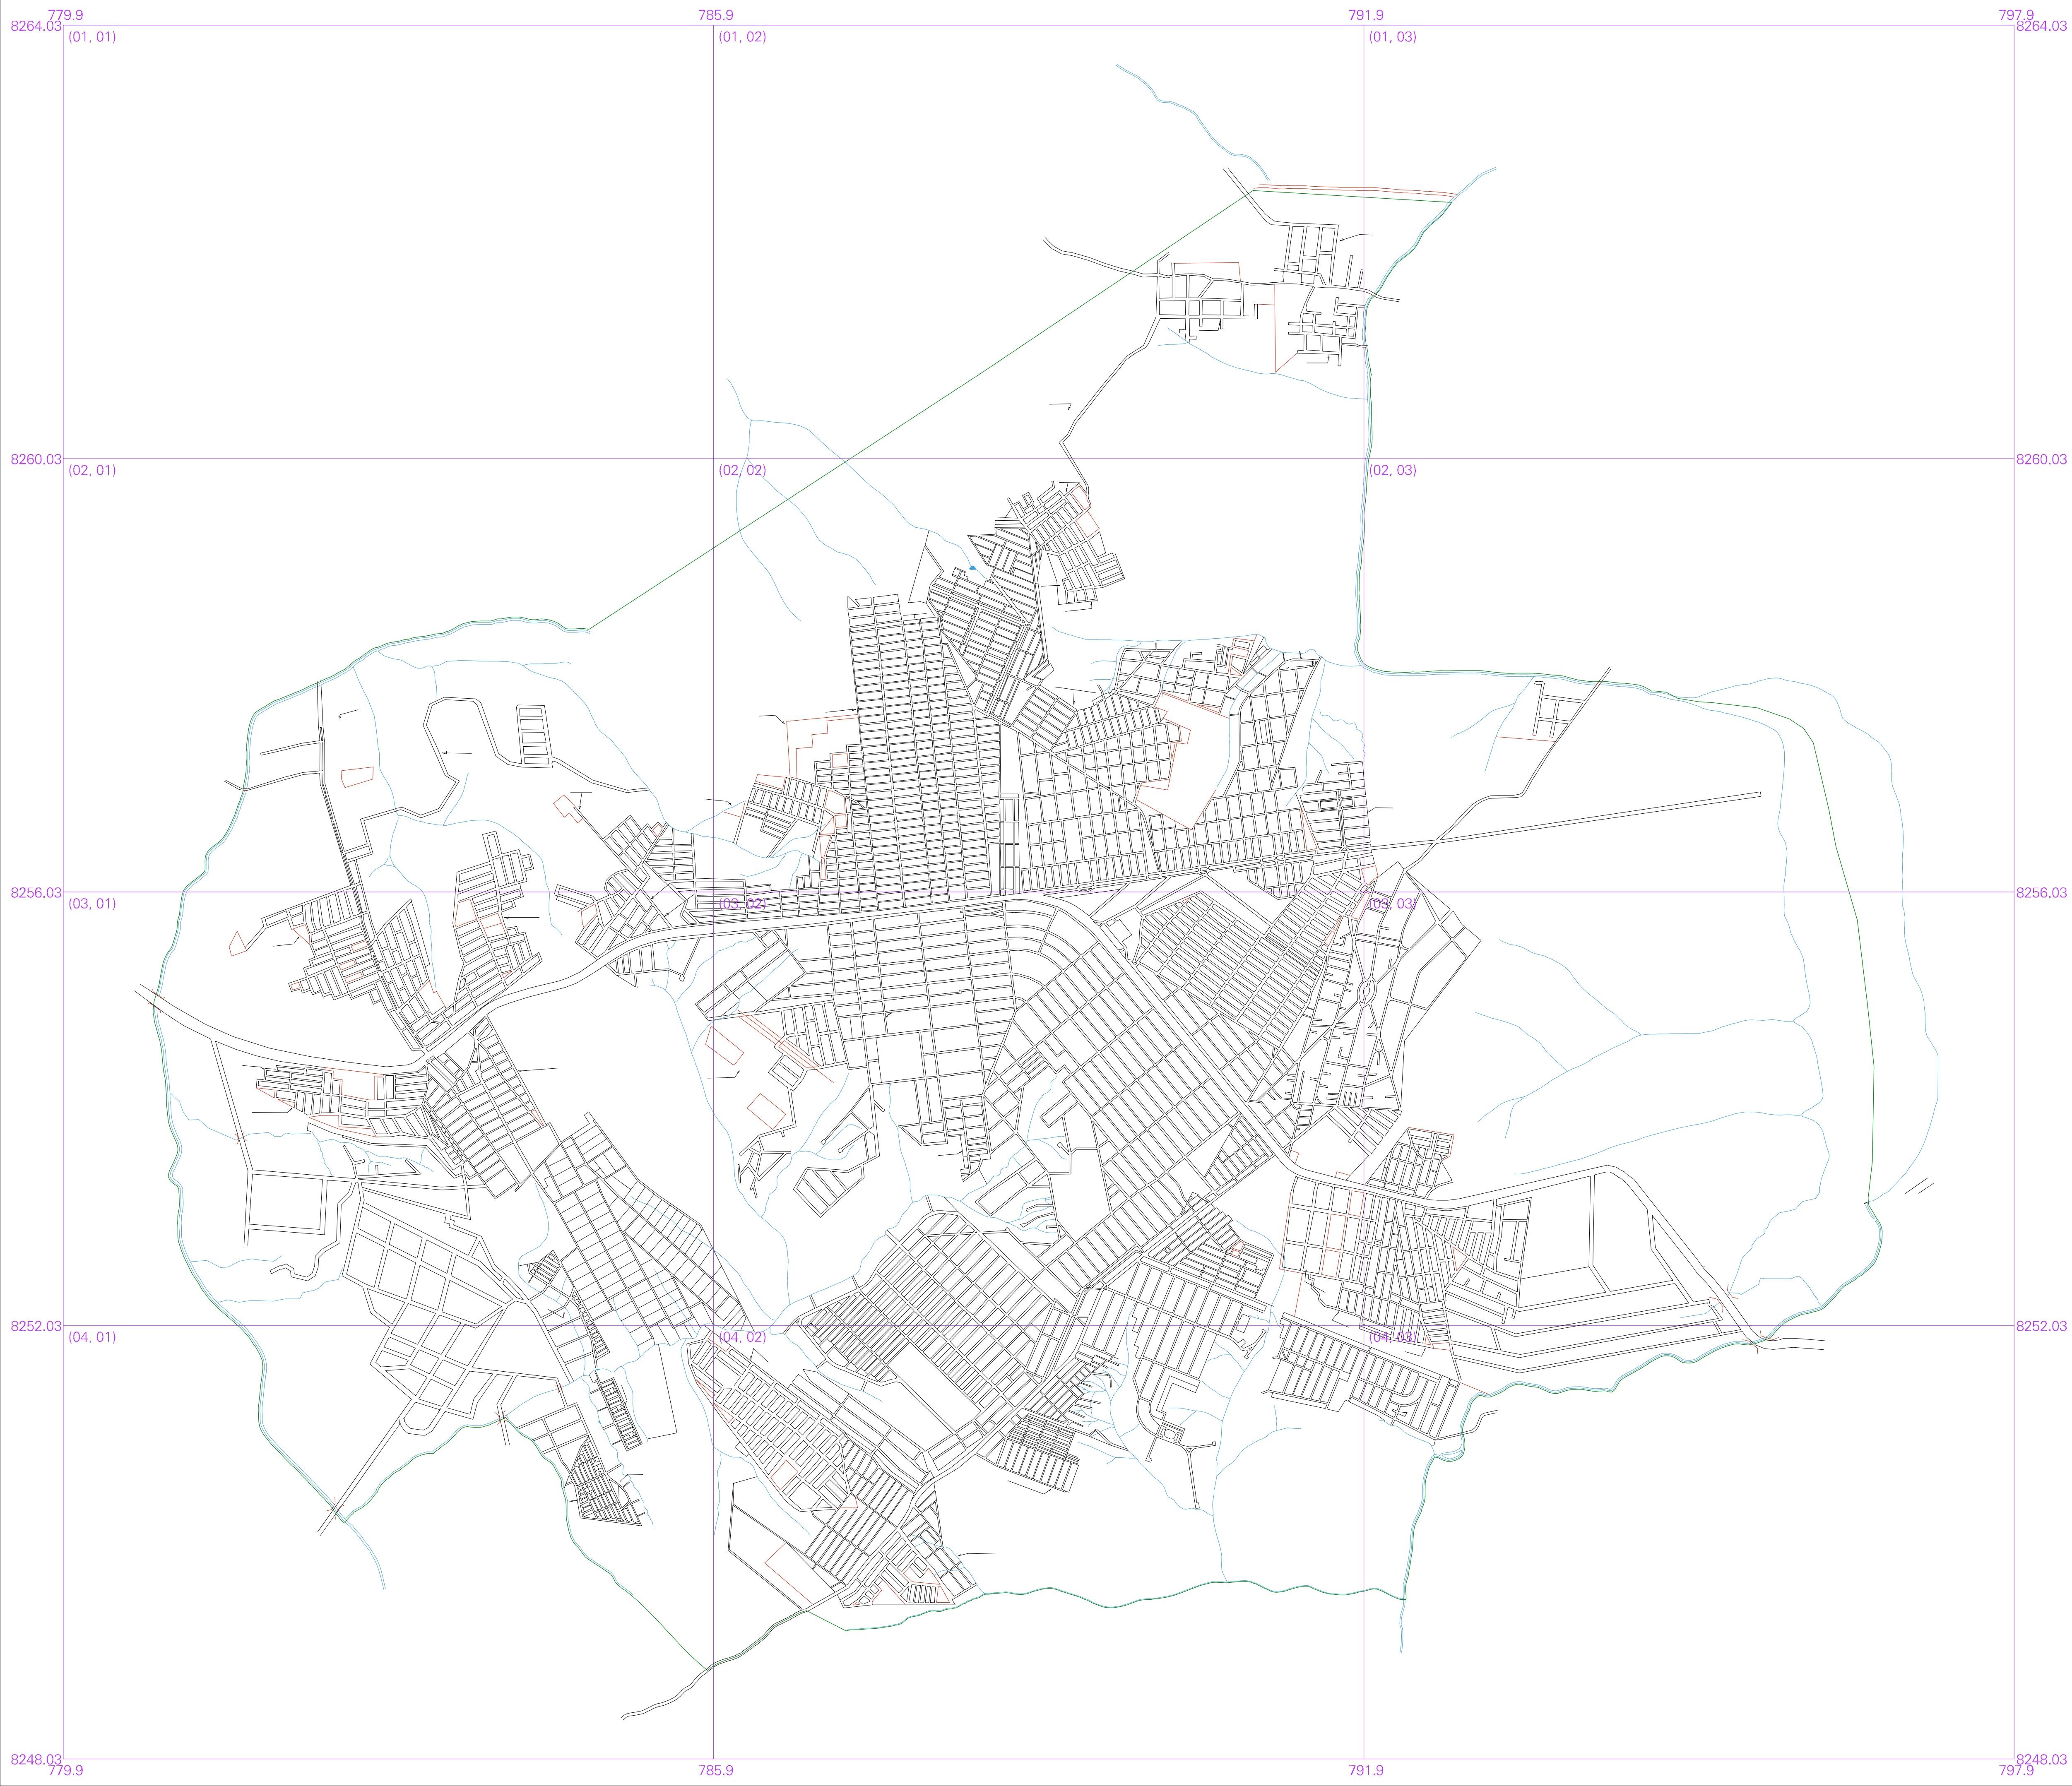 779.9 785.9 791.9 797.9
8264.03 8264.03
(01, 01) (01, 02) (01, 03)
8260.03 8260.03
(02, 01) (02, 02) (02, 03)
8256.03 8256.03
(03, 01) (03, 02) (03, 03)
8252.03 8252.03
(04, 01) (04, 02) (04, 03)
8248.03 8248.03
779.9 785.9 791.9 797.9